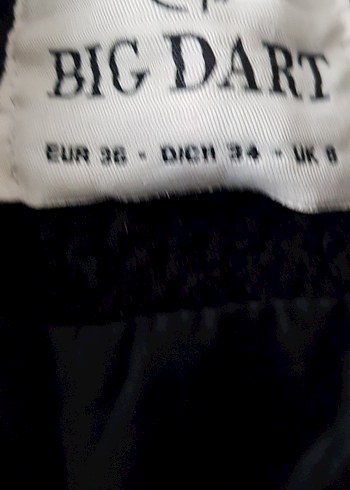 BIG DART
EUR 36 - D/CH 34 - UK 8